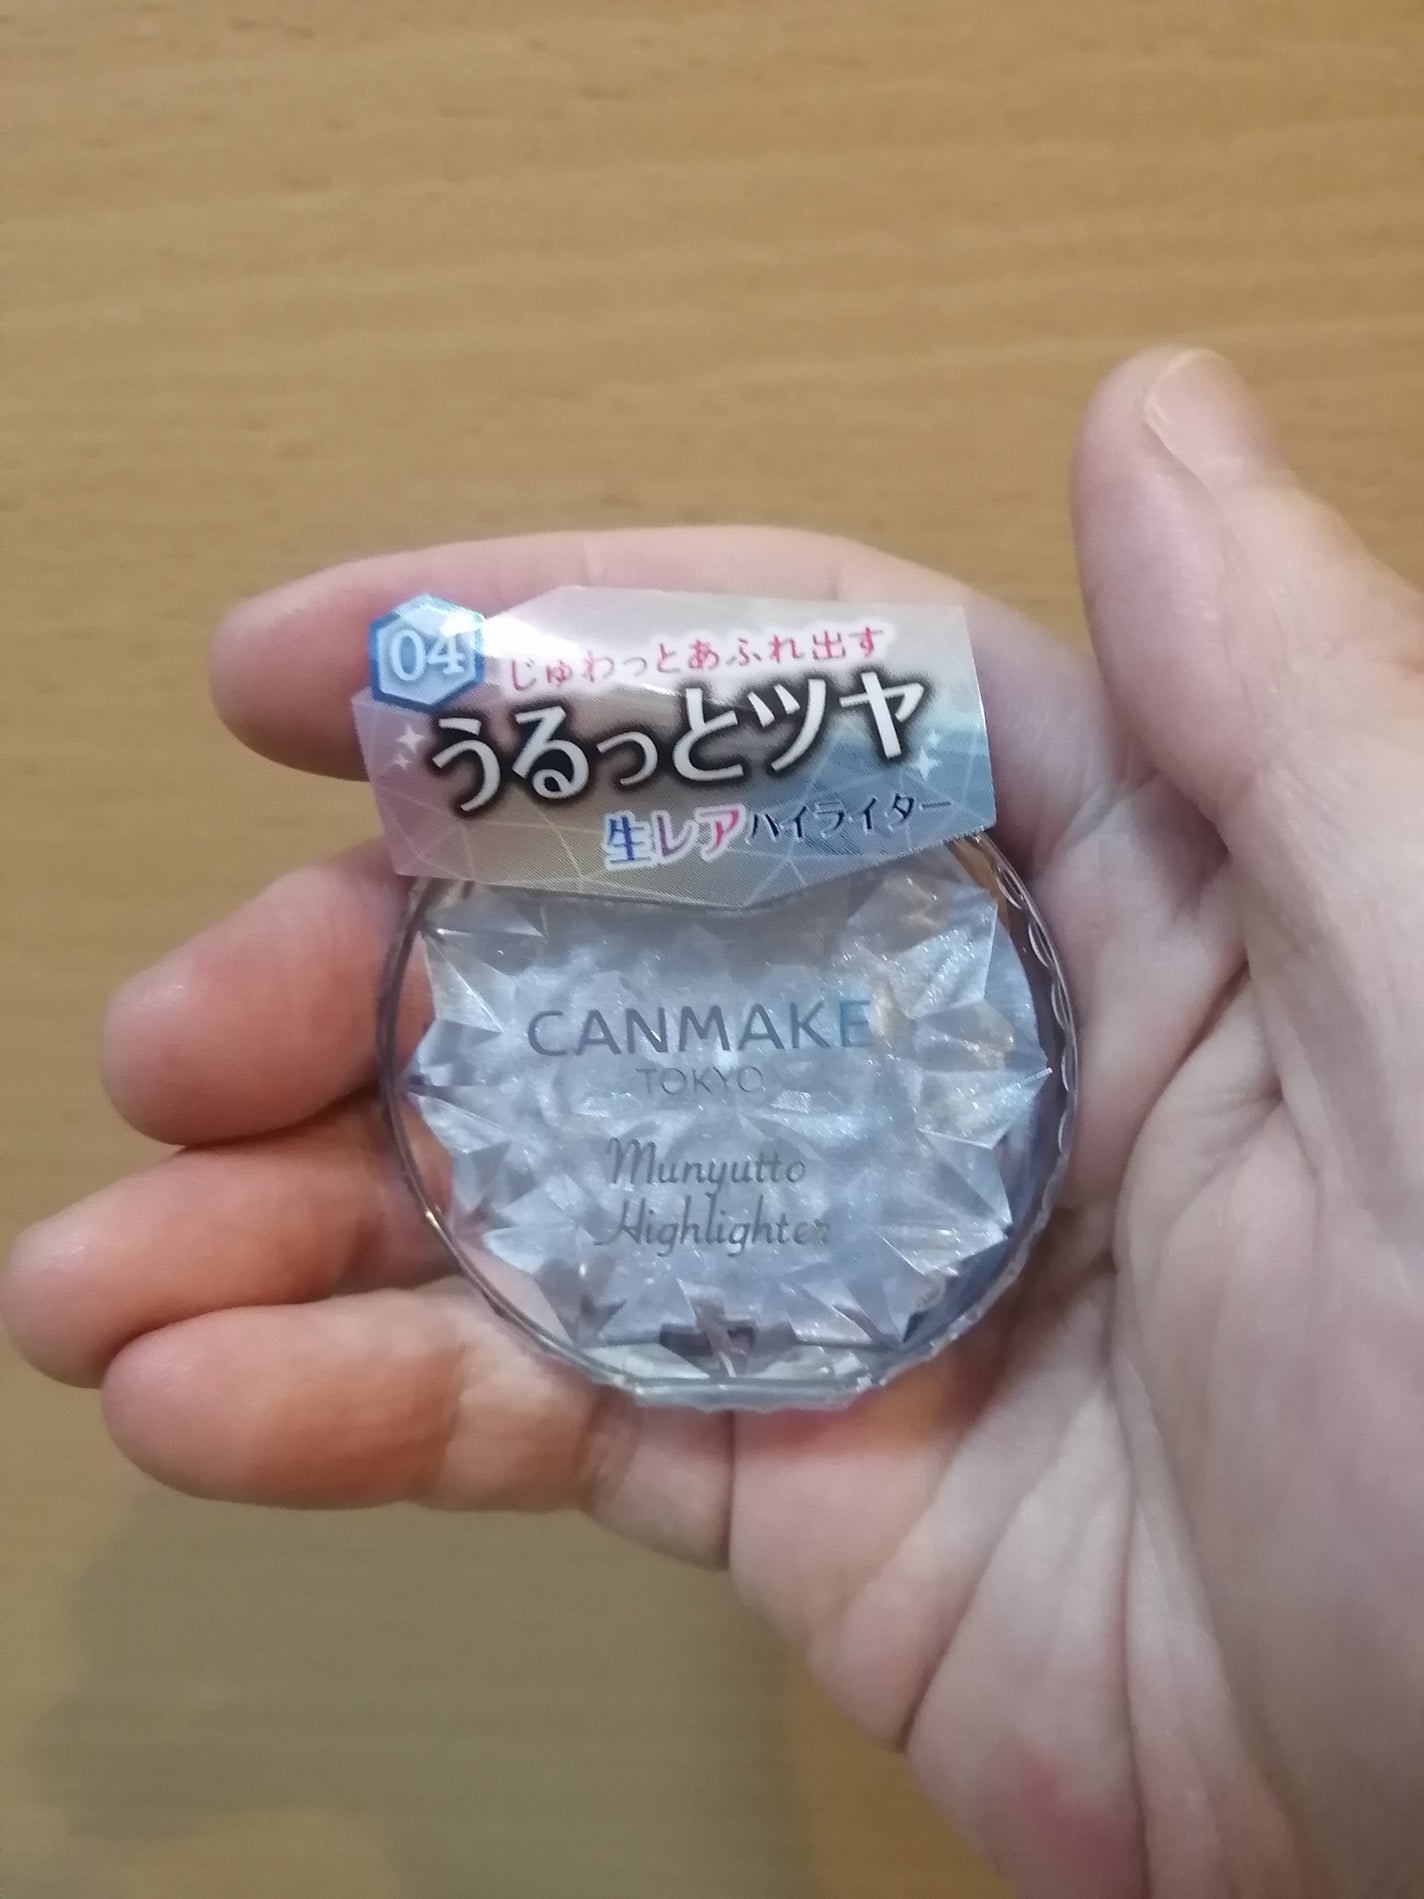 04
じゅわっとあふれ出す
うるっとツヤ
生レアハイライター
CANMAKE
TOKYO
Munyutto
Highlighter